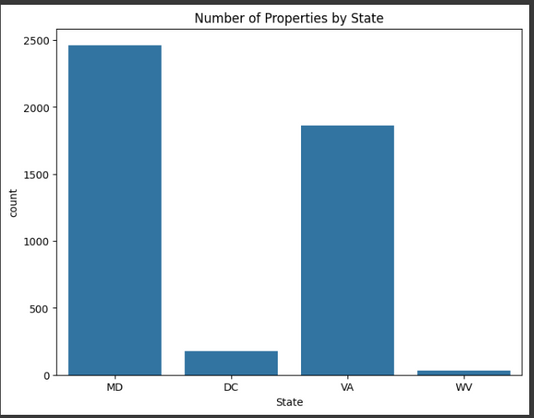 Number of Properties by State
2500
2000
1500
1000
500
0
count
MD DC VA WV
State